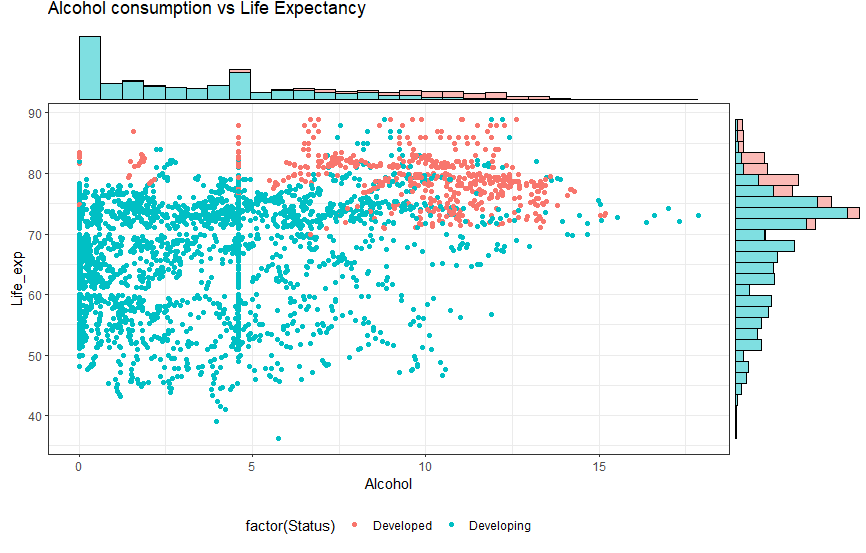 Alcohol consumption vs Life Expectancy
90
80
70
60
50
40
Life_exp
0 5 10 15
Alcohol
factor(Status) Developed Developing